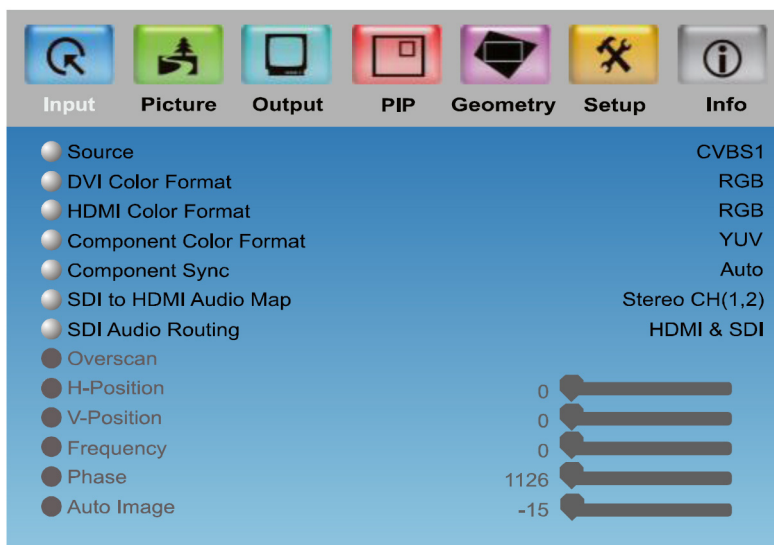 Input Picture Output PIP Geometry Setup Info
Source CVBS1
DVI Color Format RGB
HDMI Color Format RGB
Component Color Format YUV
Component Sync Auto
SDI to HDMI Audio Map Stereo CH(1,2)
SDI Audio Routing HDMI & SDI
Overscan
H-Position 0
V-Position 0
Frequency 0
Phase 1126
Auto Image -15